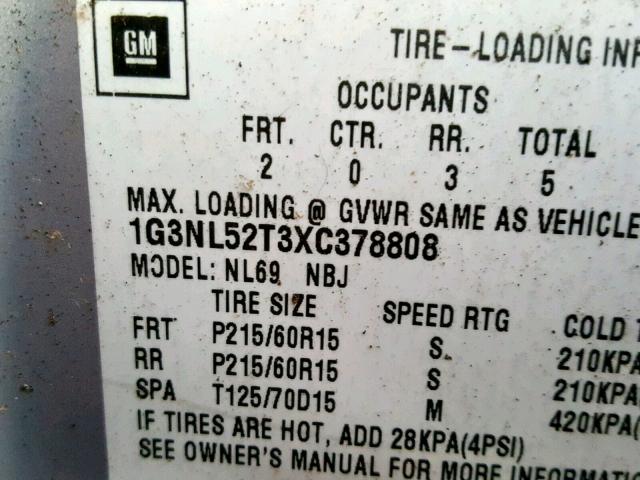 GM
TIRE-LOADING INF
OCCUPANTS
FRT. CTR. RR. TOTAL
2 0 3 5
MAX. LOADING @ GVWR SAME AS VEHICLE
1G3NL52T3XC378808
MODEL: NL69 NBJ
TIRE SIZE SPEED RTG COLD T
FRT P215/60R15 S 210KPA
RR P215/60R15 S 210KPA(
SPA T125/70D15 M 420KPA(
IF TIRES ARE HOT, ADD 28KPA(4PSI)
SEE OWNER'S MANUAL FOR MORE INFORMATION